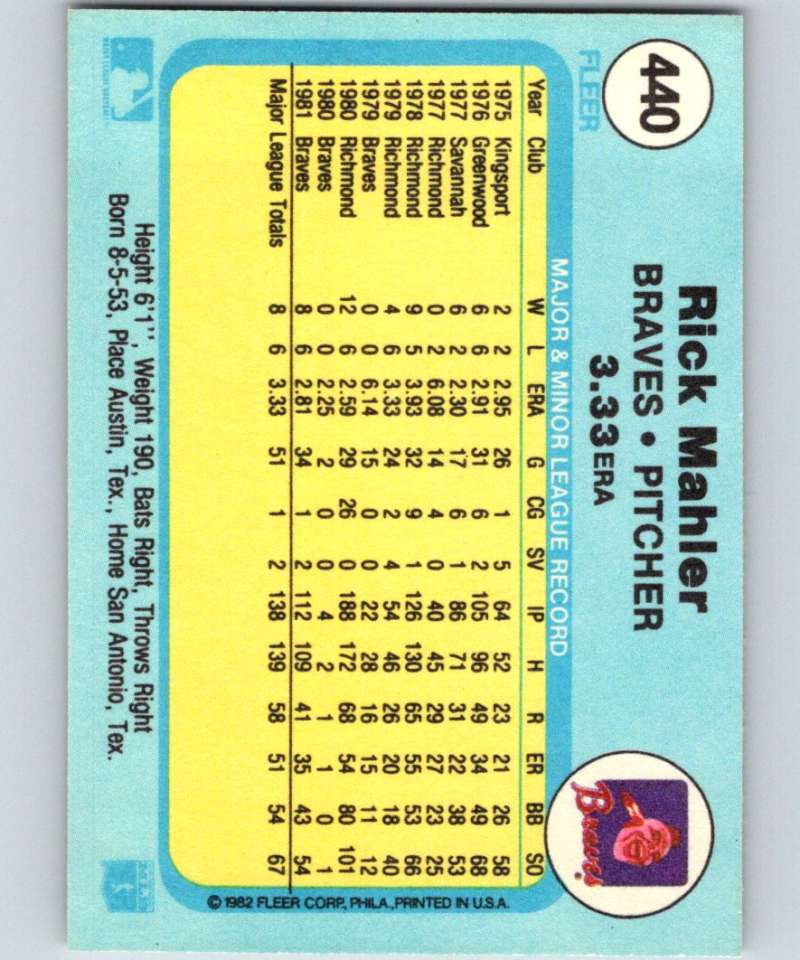 440
FLEER
Rick Mahler
BRAVES • PITCHER
3.33 ERA
Braves
MAJOR & MINOR LEAGUE RECORD
Year Club W L ERA G CG SV IP H R ER BB SO
1975 Kingsport 2 2 2.95 26 1 5 64 52 23 21 26 58
1976 Greenwood 6 6 2.91 31 6 2 105 96 49 34 49 68
1977 Savannah 6 2 2.30 17 6 1 86 71 31 22 38 53
1977 Richmond 0 2 6.08 14 4 0 40 45 29 27 23 25
1978 Richmond 9 5 3.93 32 9 1 126 130 65 55 53 66
1979 Richmond 4 6 3.33 24 2 4 54 46 26 20 18 40
1979 Braves 0 0 6.14 15 0 0 22 28 16 15 11 12
1980 Richmond 12 6 2.59 29 26 0 188 172 68 54 80 101
1980 Braves 0 0 2.25 2 0 0 4 2 1 1 0 1
1981 Braves 8 6 2.81 34 1 2 112 109 41 35 43 54
Major League Totals 8 6 3.33 51 1 2 138 139 58 51 54 67
© 1982 FLEER CORP., PHILA., PRINTED IN U.S.A.
Height 6'1", Weight 190, Bats Right, Throws Right
Born 8-5-53, Place Austin, Tex., Home San Antonio, Tex.